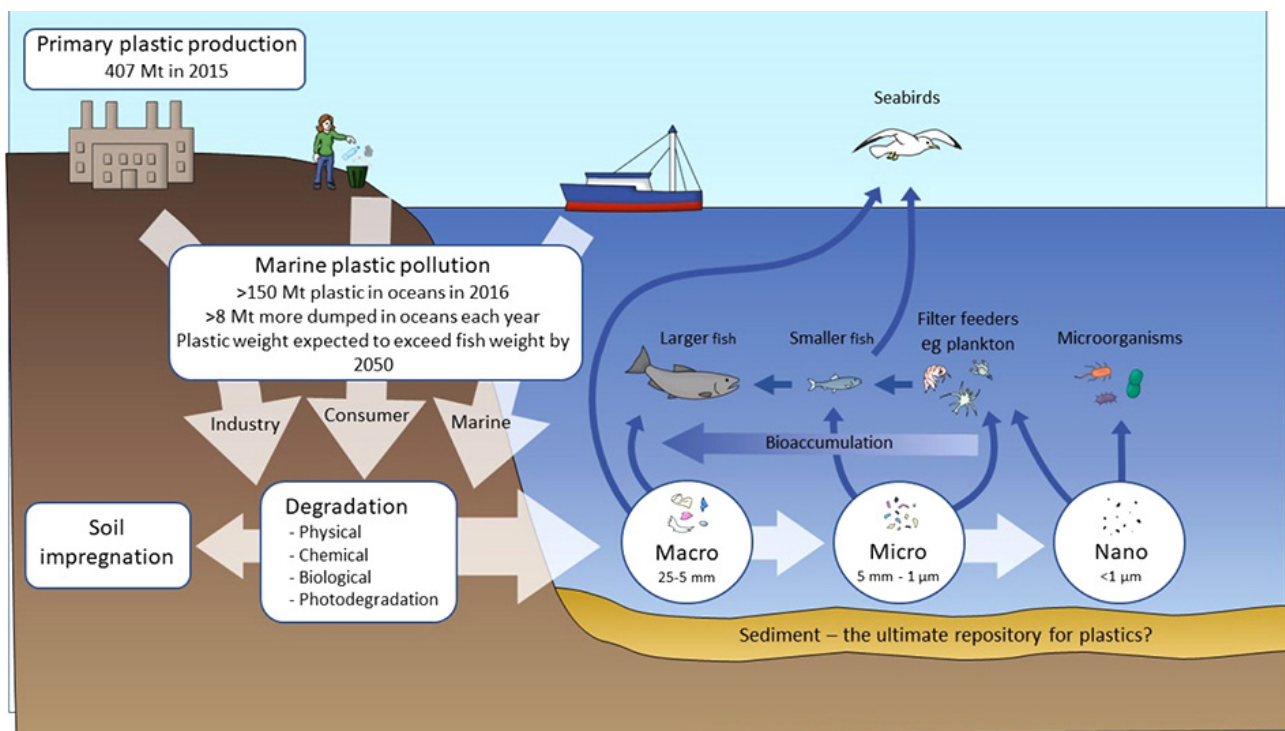 Primary plastic production
407 Mt in 2015
Seabirds
Marine plastic pollution
>150 Mt plastic in oceans in 2016
>8 Mt more dumped in oceans each year
Plastic weight expected to exceed fish weight by
2050
Larger fish
Smaller fish
Filter feeders
eg plankton
Microorganisms
Industry
Consumer
Marine
Bioaccumulation
Soil
impregnation
Degradation
- Physical
- Chemical
- Biological
- Photodegradation
Macro
25-5 mm
Micro
5 mm - 1 µm
Nano
<1 µm
Sediment – the ultimate repository for plastics?